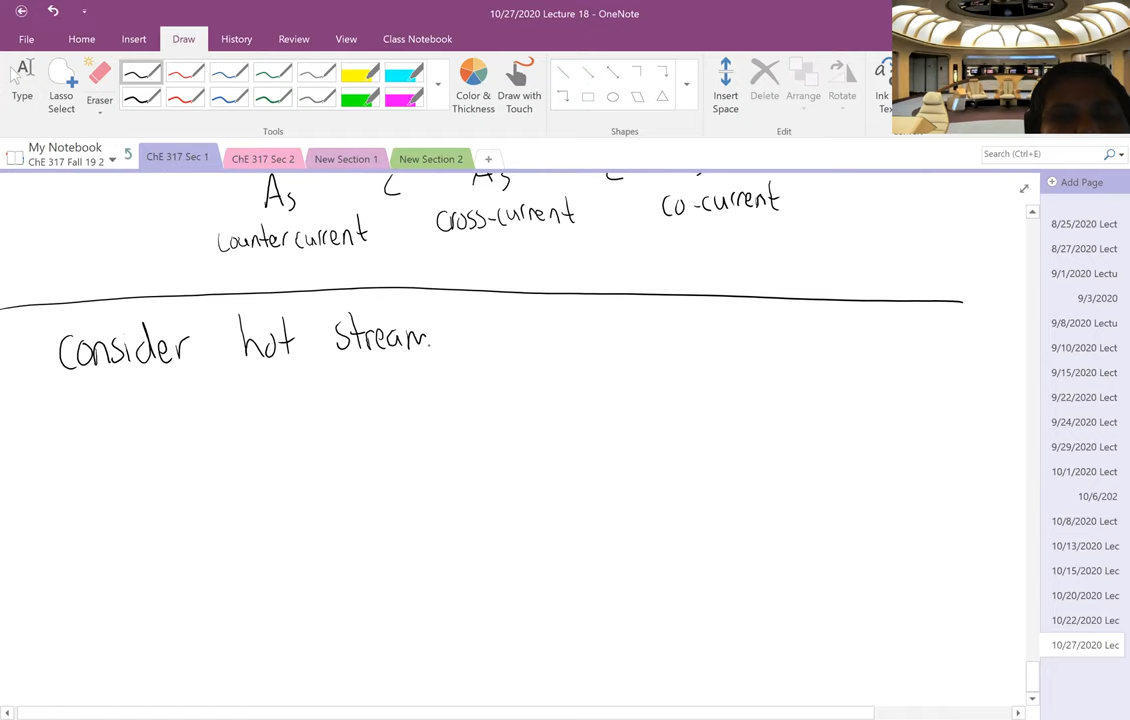 10/27/2020 Lecture 18 - OneNote
File Home Insert Draw History Review View Class Notebook
Type
Lasso Select
Eraser
Color & Thickness
Draw with Touch
Insert Space
Delete
Arrange
Rotate
Tools
Shapes
Edit
My Notebook
ChE 317 Fall 19 2
ChE 317 Sec 1
ChE 317 Sec 2
New Section 1
New Section 2
Search (Ctrl+E)
Add Page
As
countercurrent
cross-current
co-current
Consider hot stream.
8/25/2020 Lect
8/27/2020 Lect
9/1/2020 Lectu
9/3/2020
9/8/2020 Lectu
9/10/2020 Lect
9/15/2020 Lect
9/22/2020 Lect
9/24/2020 Lect
9/29/2020 Lect
10/1/2020 Lect
10/6/202
10/8/2020 Lect
10/13/2020 Lec
10/15/2020 Lec
10/20/2020 Lec
10/22/2020 Lec
10/27/2020 Lec